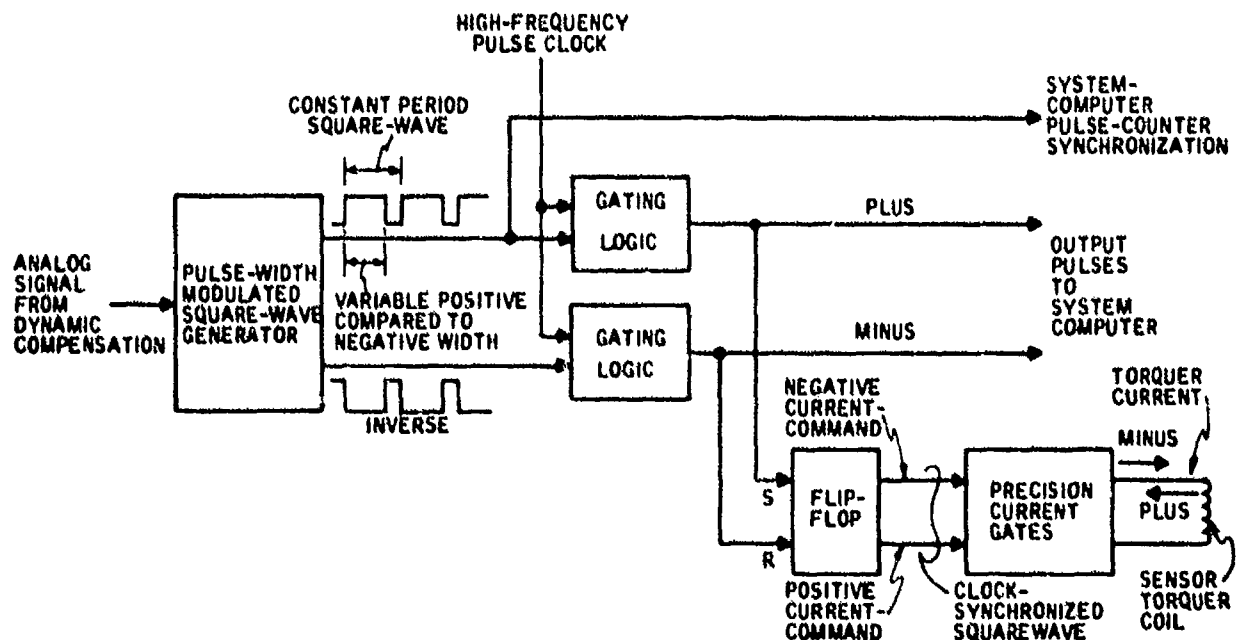 HIGH-FREQUENCY
PULSE CLOCK
CONSTANT PERIOD
SQUARE-WAVE
SYSTEM-
COMPUTER
PULSE-COUNTER
SYNCHRONIZATION
ANALOG
SIGNAL
FROM
DYNAMIC
COMPENSATION
PULSE-WIDTH
MODULATED
SQUARE-WAVE
GENERATOR
VARIABLE POSITIVE
COMPARED TO
NEGATIVE WIDTH
INVERSE
GATING
LOGIC
PLUS
GATING
LOGIC
MINUS
OUTPUT
PULSES
TO
SYSTEM
COMPUTER
NEGATIVE
CURRENT-
COMMAND
TORQUER
CURRENT
MINUS
S
R
FLIP-
FLOP
PRECISION
CURRENT
GATES
PLUS
POSITIVE
CURRENT-
COMMAND
CLOCK-
SYNCHRONIZED
SQUAREWAVE
SENSOR
TORQUER
COIL